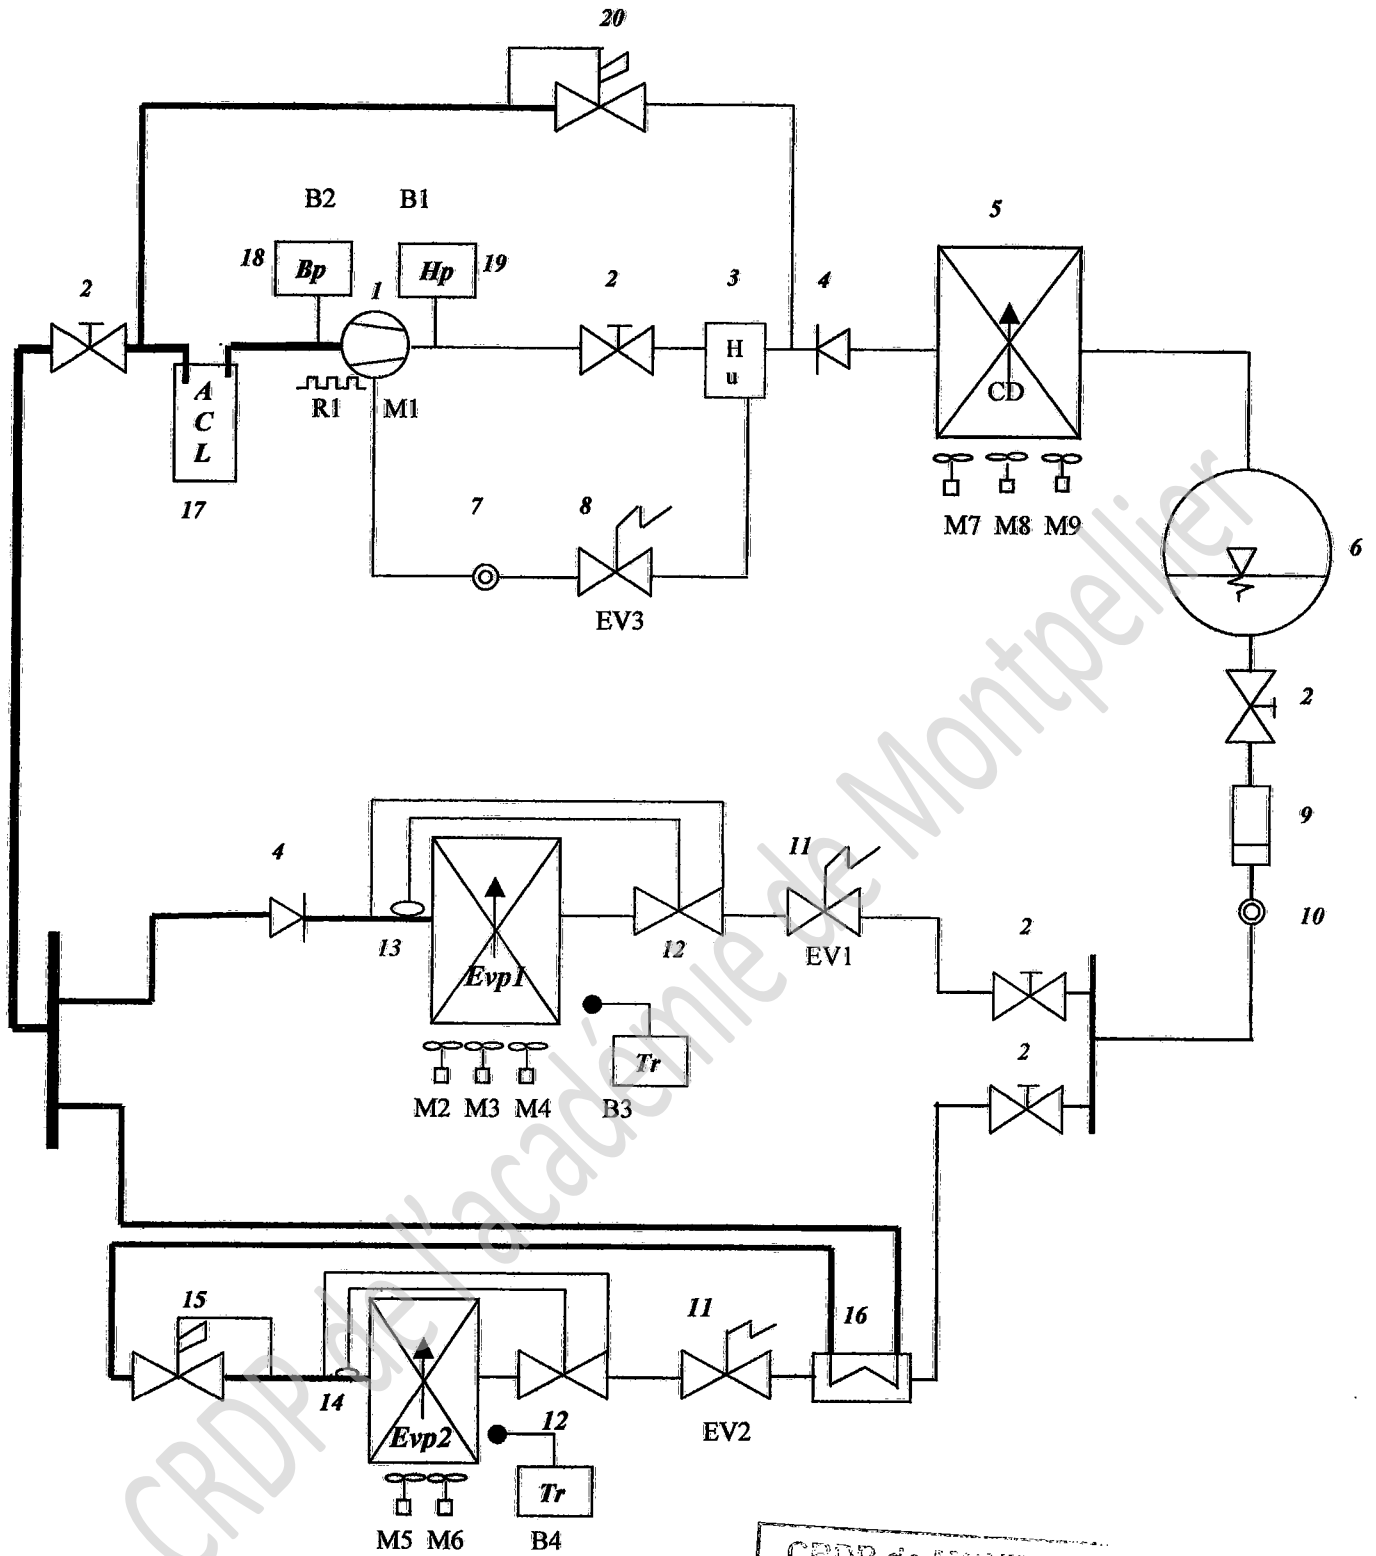 20
B2 B1
5
18 Bp Hp 19
2 1 2 3 4
H
u
A
C
L
R1 M1
CD
17
7 8
M7 M8 M9
6
EV3
2
9
4 11
10
13 12
EV1
2
Evp1
Tr
2
M2 M3 M4 B3
15 11 16
14 12
EV2
Evp2
Tr
M5 M6 B4
CRDP de l'académie de Montpellier